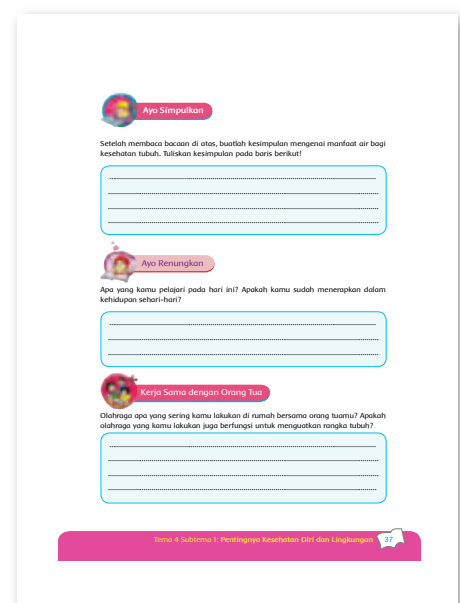 Ayo Simpulkan
Setelah membaca bacaan di atas, buatlah kesimpulan mengenai manfaat air bagi
kesehatan tubuh. Tuliskan kesimpulan pada baris berikut!
Ayo Renungkan
Apa yang kamu pelajari pada hari ini? Apakah kamu sudah menerapkan dalam
kehidupan sehari-hari?
Kerja Sama dengan Orang Tua
Olahraga apa yang sering kamu lakukan di rumah bersama orang tuamu? Apakah
olahraga yang kamu lakukan juga berfungsi untuk menguatkan rangka tubuh?
Tema 4 Subtema 1: Pentingnya Kesehatan Diri dan Lingkungan 37